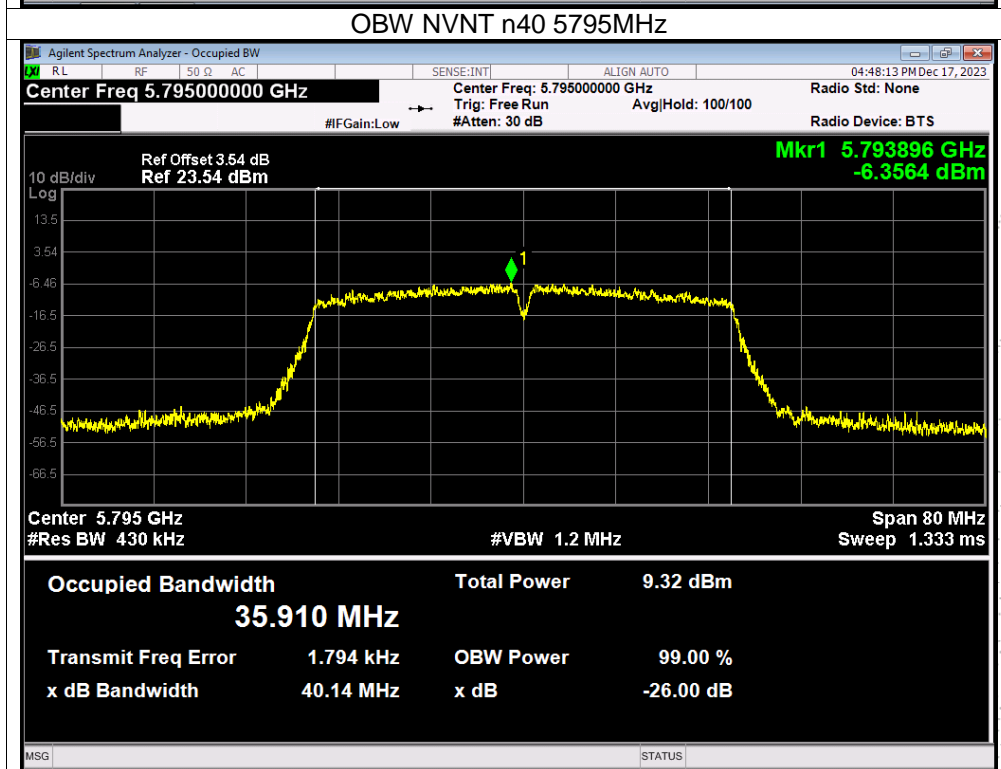 OBW NVNT n40 5795MHz
Agilent Spectrum Analyzer - Occupied BW
LXI RL RF 50 Ω AC SENSE:INT ALIGN AUTO 04:48:13 PM Dec 17, 2023
Center Freq 5.795000000 GHz Center Freq: 5.795000000 GHz Radio Std: None
Trig: Free Run Avg|Hold: 100/100
#IFGain:Low #Atten: 30 dB Radio Device: BTS
Mkr1 5.793896 GHz
-6.3564 dBm
Ref Offset 3.54 dB
10 dB/div Ref 23.54 dBm
Log
13.5
3.54
1
-6.46
-16.5
-26.5
-36.5
-46.5
-56.5
-66.5
Center 5.795 GHz Span 80 MHz
#Res BW 430 kHz #VBW 1.2 MHz Sweep 1.333 ms
Occupied Bandwidth Total Power 9.32 dBm
35.910 MHz
Transmit Freq Error 1.794 kHz OBW Power 99.00 %
x dB Bandwidth 40.14 MHz x dB -26.00 dB
MSG STATUS